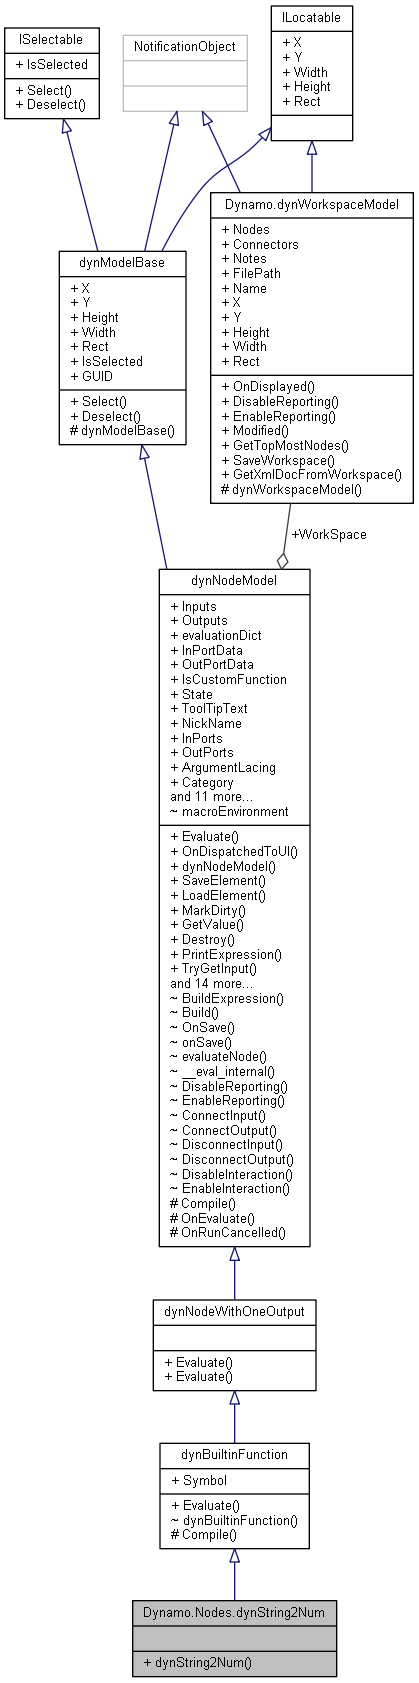 ISelectable
+ IsSelected
+ Select()
+ Deselect()
NotificationObject
ILocatable
+ X
+ Y
+ Width
+ Height
+ Rect
dynModelBase
+ X
+ Y
+ Height
+ Width
+ Rect
+ IsSelected
+ GUID
+ Select()
+ Deselect()
# dynModelBase()
Dynamo.dynWorkspaceModel
+ Nodes
+ Connectors
+ Notes
+ FilePath
+ Name
+ X
+ Y
+ Height
+ Width
+ Rect
+ OnDisplayed()
+ DisableReporting()
+ EnableReporting()
+ Modified()
+ GetTopMostNodes()
+ SaveWorkspace()
+ GetXmlDocFromWorkspace()
# dynWorkspaceModel()
+WorkSpace
dynNodeModel
+ Inputs
+ Outputs
+ evaluationDict
+ InPortData
+ OutPortData
+ IsCustomFunction
+ State
+ ToolTipText
+ NickName
+ InPorts
+ OutPorts
+ ArgumentLacing
+ Category
and 11 more...
~ macroEnvironment
+ Evaluate()
+ OnDispatchedToUI()
+ dynNodeModel()
+ SaveElement()
+ LoadElement()
+ MarkDirty()
+ GetValue()
+ Destroy()
+ PrintExpression()
+ TryGetInput()
and 14 more...
~ BuildExpression()
~ Build()
~ OnSave()
~ onSave()
~ evaluateNode()
~ __eval_internal()
~ DisableReporting()
~ EnableReporting()
~ ConnectInput()
~ ConnectOutput()
~ DisconnectInput()
~ DisconnectOutput()
~ DisableInteraction()
~ EnableInteraction()
# Compile()
# OnEvaluate()
# OnRunCancelled()
dynNodeWithOneOutput
+ Evaluate()
+ Evaluate()
dynBuiltinFunction
+ Symbol
+ Evaluate()
~ dynBuiltinFunction()
# Compile()
Dynamo.Nodes.dynString2Num
+ dynString2Num()